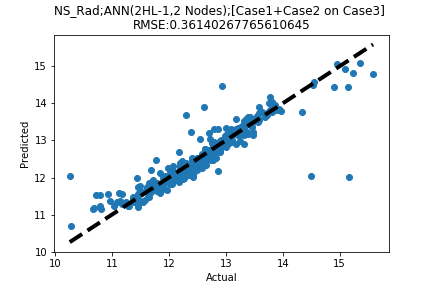 NS_Rad;ANN(2HL-1,2 Nodes);[Case1+Case2 on Case3]
RMSE:0.36140267765610645
15
14
13
12
11
10
Predicted
10 11 12 13 14 15
Actual